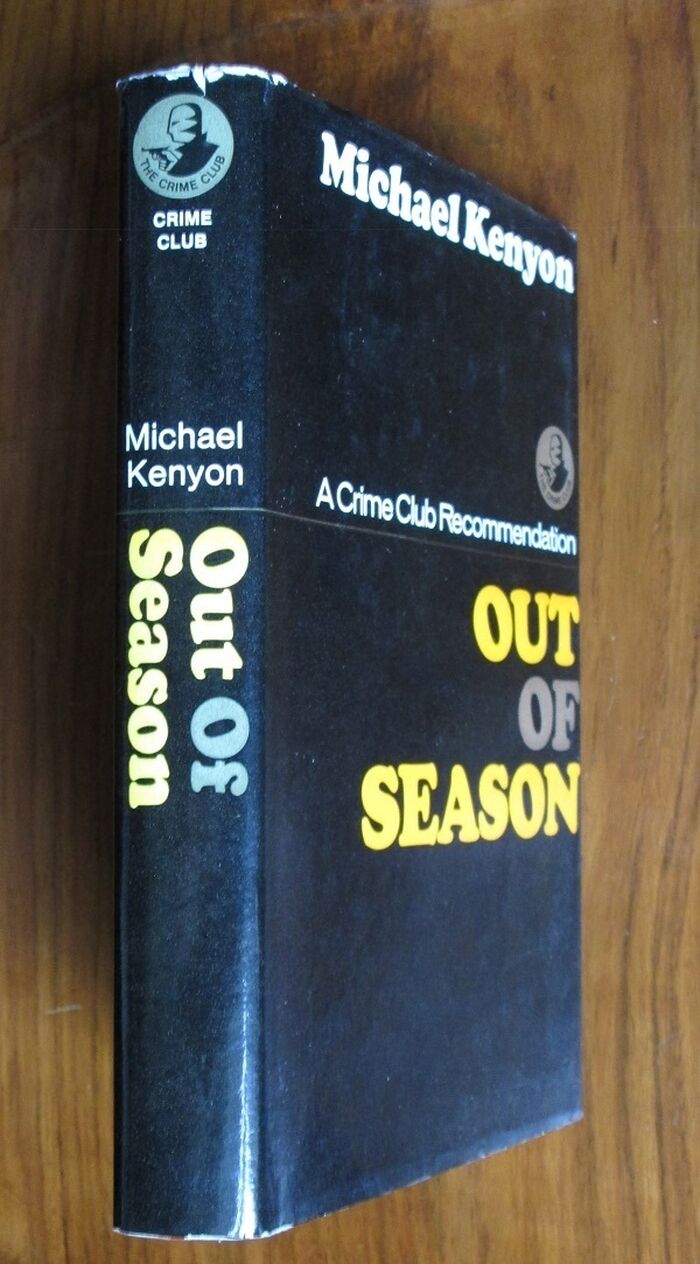 THE CRIME CLUB
CRIME
CLUB
Michael
Kenyon
Out Of
Season
Michael Kenyon
A Crime Club Recommendation
OUT
OF
SEASON